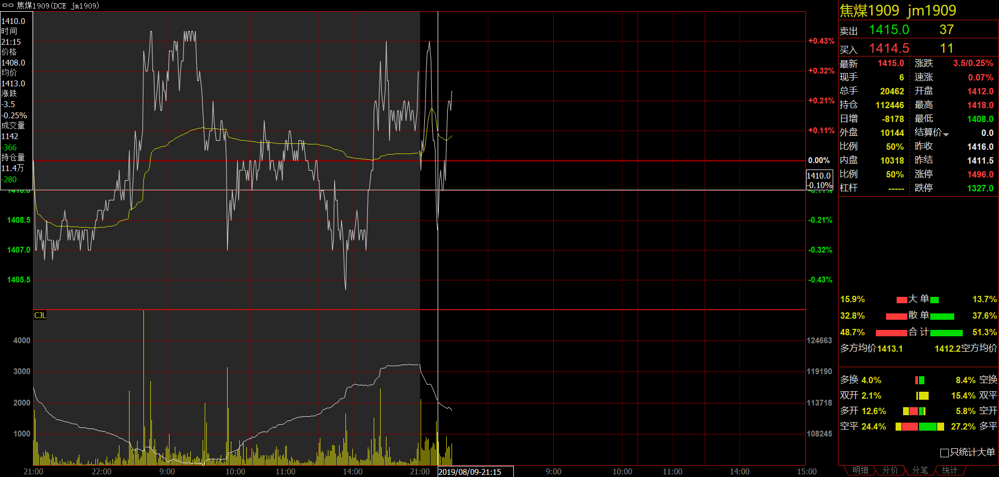 焦煤1909(DCE jm1909)
1410.0
时间
21:15
价格
1408.0
均价
1413.0
涨跌
-3.5
-0.25%
成交量
1142
-366
持仓量
11.4万
-280
1408.5
1407.0
1405.5
+0.43%
+0.32%
+0.21%
+0.11%
0.00%
1410.0
-0.10%
-0.21%
-0.32%
-0.43%
CJL
4000
3000
2000
1000
124663
119190
113718
108245
21:00 22:00 9:00 10:00 11:00 14:00 21:00 2019/08/09-21:15 9:00 10:00 11:00 14:00 15:00
焦煤1909 jm1909
卖出 1415.0 37
买入 1414.5 11
最新 1415.0 涨跌 3.5/0.25%
现手 6 速涨 0.07%
总手 20462 开盘 1412.0
持仓 112446 最高 1418.0
日增 -8178 最低 1408.0
外盘 10144 结算价 0.0
比例 50% 昨收 1416.0
内盘 10318 昨结 1411.5
比例 50% 涨停 1496.0
杠杆 ----- 跌停 1327.0
15.9% 大单 13.7%
32.8% 散单 37.6%
48.7% 合计 51.3%
多方均价1413.1 1412.2空方均价
多换 4.0% 8.4% 空换
双开 2.1% 15.4% 双平
多开 12.6% 5.8% 空开
空平 24.4% 27.2% 多平
只统计大单
明细 分价 分笔 统计